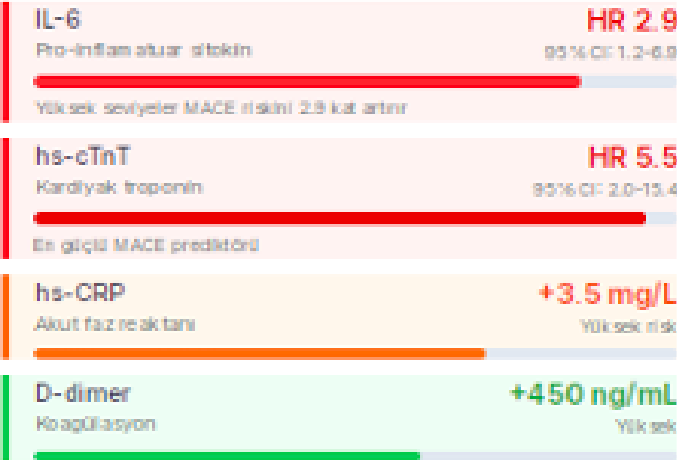 IL-6
HR 2.9
Pro-inflamatuar sitokin
95% CI: 1.2-6.9
Yüksek seviyeler MACE riskini 2.9 kat artırır
hs-cTnT
HR 5.5
Kardiyak troponin
95% CI: 2.0-15.4
En güçlü MACE prediktörü
hs-CRP
+3.5 mg/L
Akut faz reaktanı
Yüksek risk
D-dimer
+450 ng/mL
Koagülasyon
Yüksek